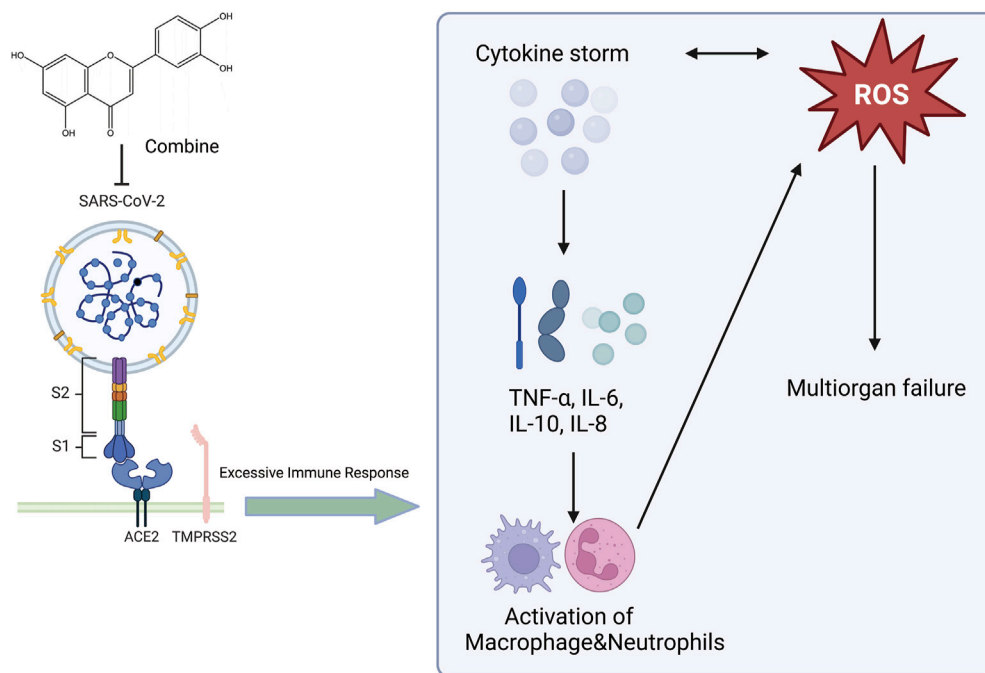 OH
HO
O
OH
OH
O
Combine
SARS-CoV-2
S2
S1
ACE2
TMPRSS2
Excessive Immune Response
Cytokine storm
ROS
TNF-α, IL-6,
IL-10, IL-8
Multiorgan failure
Activation of
Macrophage&Neutrophils